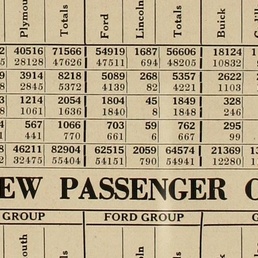 Plymouth Totals Ford Lincoln Totals Buick
40516 71566 54919 1687 56606 18124
28128 47626 47511 694 48205 10832
3914 8218 5089 268 5357 2622
2845 5372 4139 82 4221 1103
1214 2054 1804 45 1849 328
1061 1636 1840 8 1848 246
567 1066 703 59 762 295
441 770 661 6 667 99
46211 82904 62515 2059 64574 21369
32475 55404 54151 790 54941 12280
EW PASSENGER
GROUP FORD GROUP